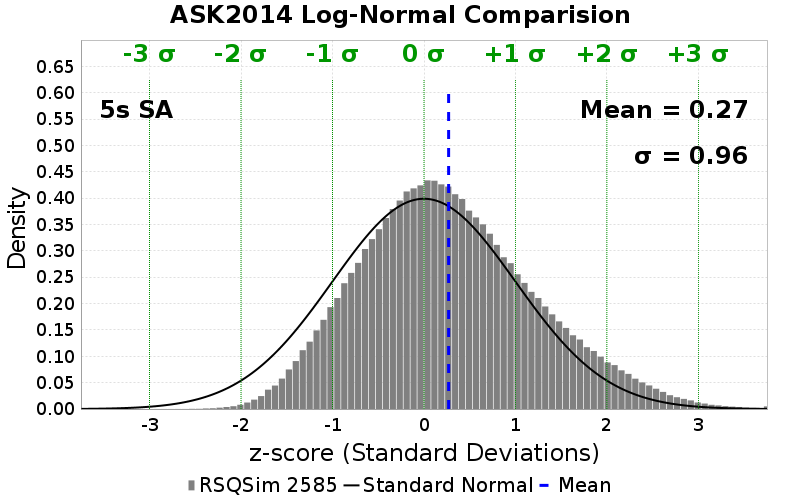 ASK2014 Log-Normal Comparision
-3 σ -2 σ -1 σ 0 σ +1 σ +2 σ +3 σ
5s SA
Mean = 0.27
σ = 0.96
Density
0.65
0.60
0.55
0.50
0.45
0.40
0.35
0.30
0.25
0.20
0.15
0.10
0.05
0.00
-3 -2 -1 0 1 2 3
z-score (Standard Deviations)
RSQSim 2585 Standard Normal Mean